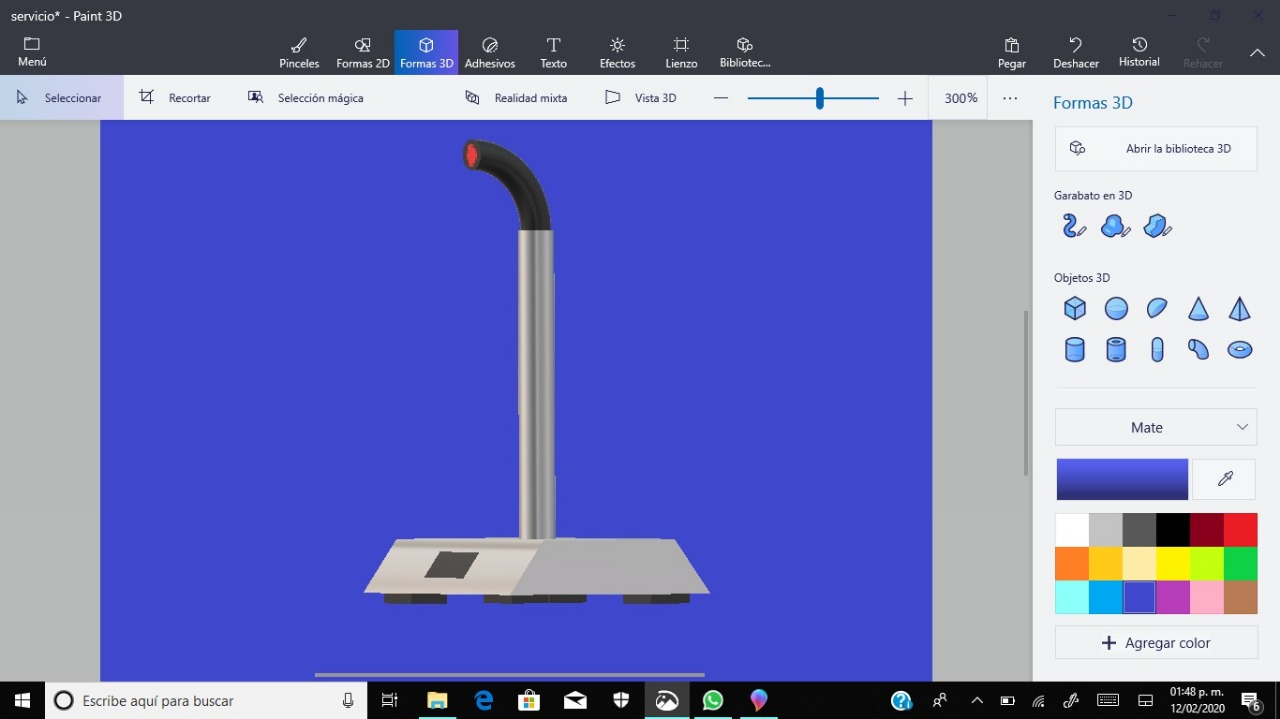 servicio* - Paint 3D
Menú
Pinceles
Formas 2D
Formas 3D
Adhesivos
Texto
Efectos
Lienzo
Bibliotec...
Pegar
Deshacer
Historial
Rehacer
Seleccionar
Recortar
Selección mágica
Realidad mixta
Vista 3D
300%
Formas 3D
Abrir la biblioteca 3D
Garabato en 3D
Objetos 3D
Mate
Agregar color
Escribe aquí para buscar
01:48 p. m.
12/02/2020
6